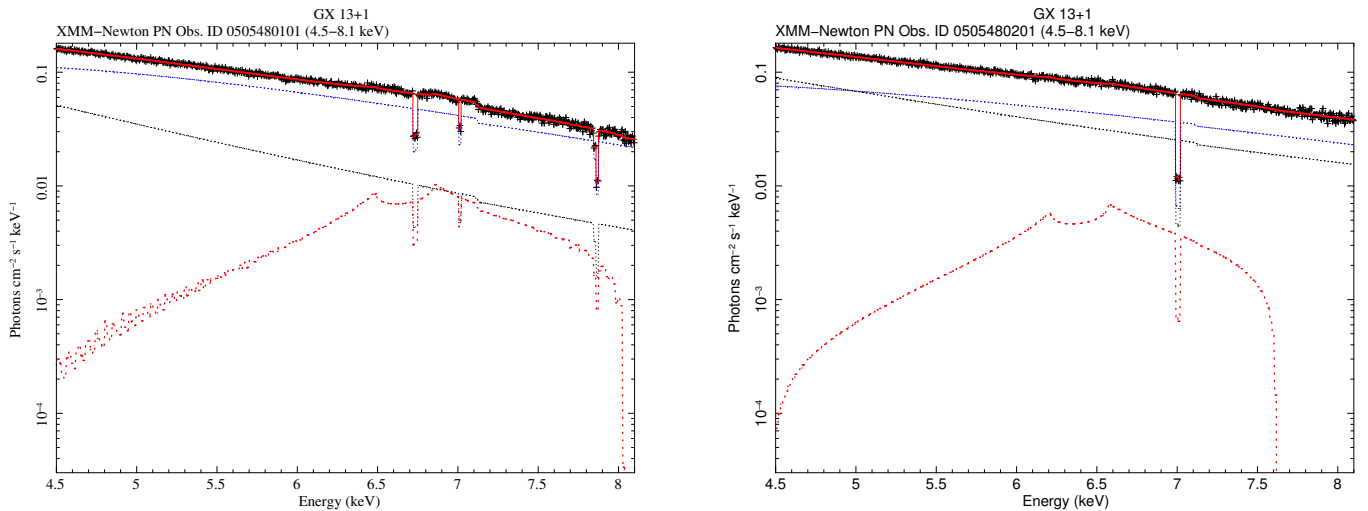 GX 13+1
XMM−Newton PN Obs. ID 0505480101 (4.5−8.1 keV)
Photons cm−2 s−1 keV−1
0.1
0.01
10−3
10−4
4.5 5 5.5 6 6.5 7 7.5 8
Energy (keV)
GX 13+1
XMM−Newton PN Obs. ID 0505480201 (4.5−8.1 keV)
Photons cm−2 s−1 keV−1
0.1
0.01
10−3
10−4
4.5 5 5.5 6 6.5 7 7.5 8
Energy (keV)